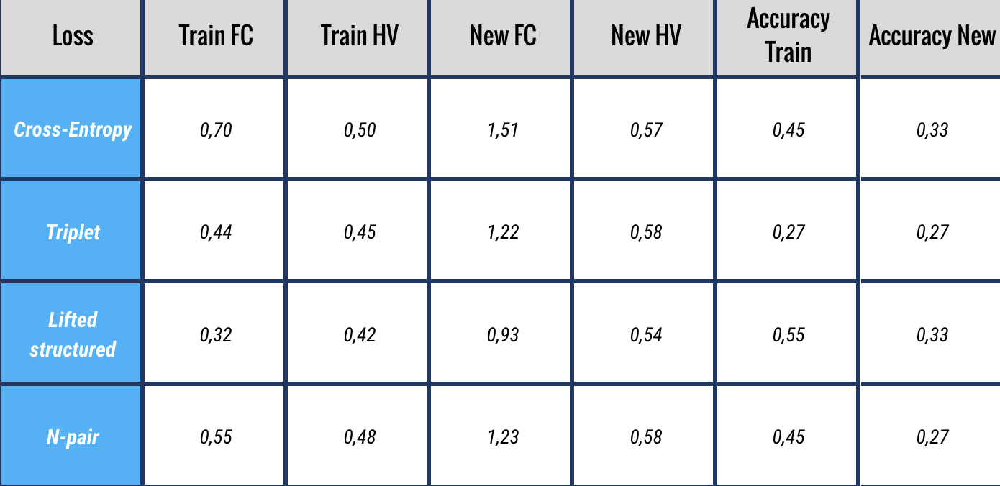 Loss Train FC Train HV New FC New HV Accuracy Train Accuracy New
Cross-Entropy 0,70 0,50 1,51 0,57 0,45 0,33
Triplet 0,44 0,45 1,22 0,58 0,27 0,27
Lifted structured 0,32 0,42 0,93 0,54 0,55 0,33
N-pair 0,55 0,48 1,23 0,58 0,45 0,27